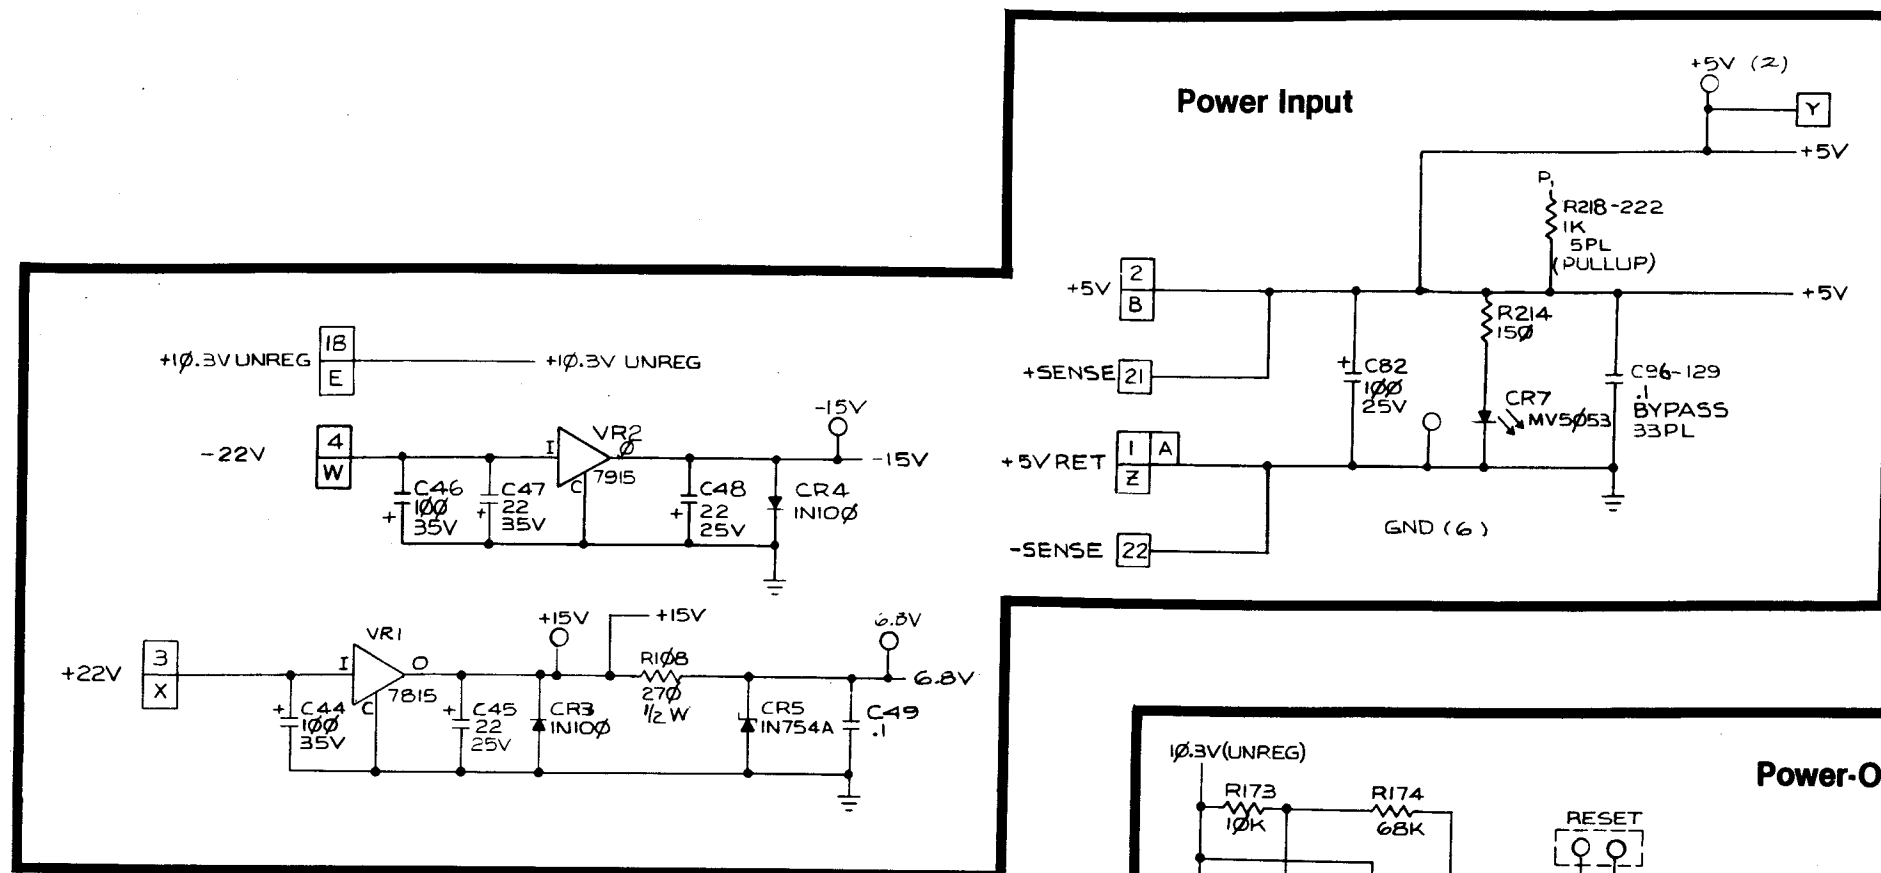 Power Input
+5V (2)
Y
+5V
P,
R218-222
1K
5PL
(PULLUP)
+5V
2
B
+5V
R214
15Ø
+SENSE
21
+
C82
1ØØ
25V
CR7
MV5Ø53
C96-129
.1
BYPASS
33PL
+5V RET
1
A
Z
GND (6)
-SENSE
22
+1Ø.3V UNREG
18
E
+1Ø.3V UNREG
-22V
4
W
I
VR2
Ø
7915
C
-15V
-15V
C46
1ØØ
35V
+
C47
22
35V
+
C48
22
25V
+
CR4
IN10Ø
+22V
3
X
VR1
I
O
7815
C
+15V
+15V
6.8V
R1Ø8
27Ø
1/2 W
6.8V
+
C44
1ØØ
35V
+
C45
22
25V
CR3
IN10Ø
CR5
IN754A
C49
.1
1Ø.3V(UNREG)
R173
1ØK
R174
68K
RESET
Power-O